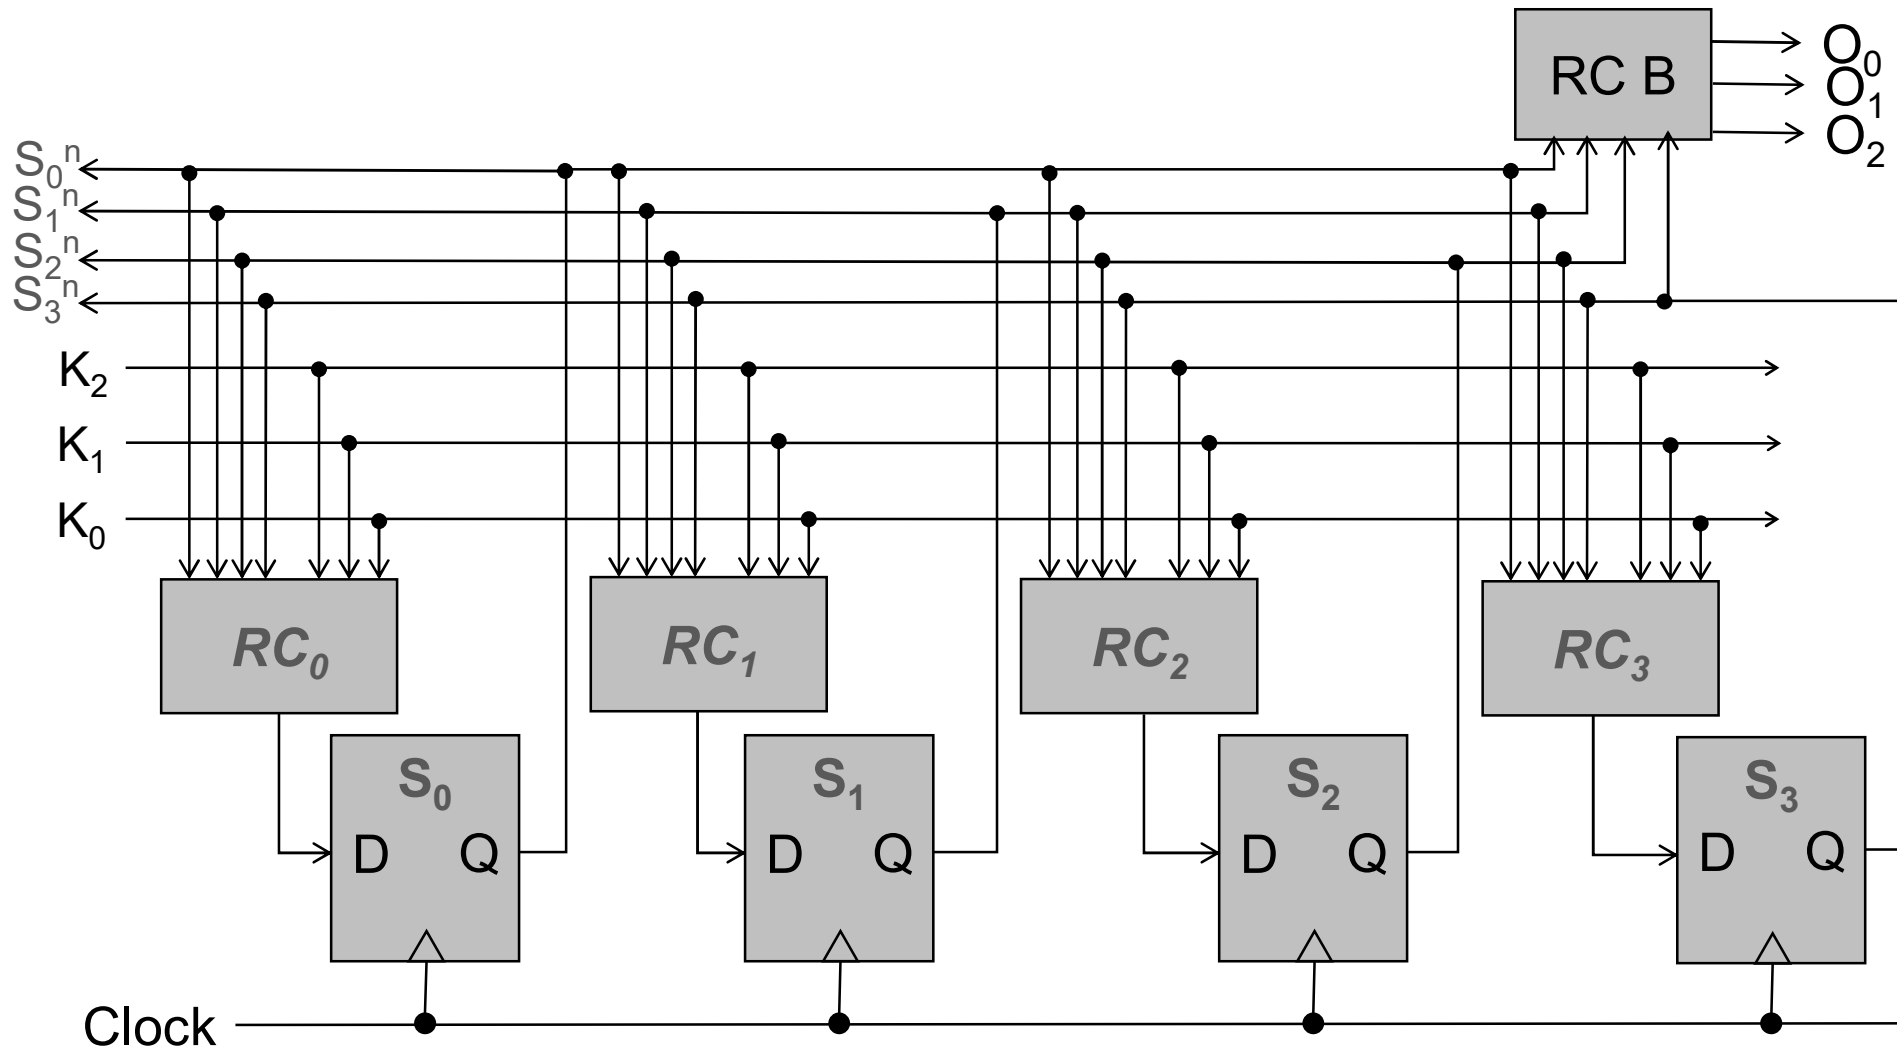 RC B
O₀
O₁
O₂
S₀ⁿ
S₁ⁿ
S₂ⁿ
S₃ⁿ
K₂
K₁
K₀
RC₀
RC₁
RC₂
RC₃
S₀
S₁
S₂
S₃
D Q
D Q
D Q
D Q
Clock